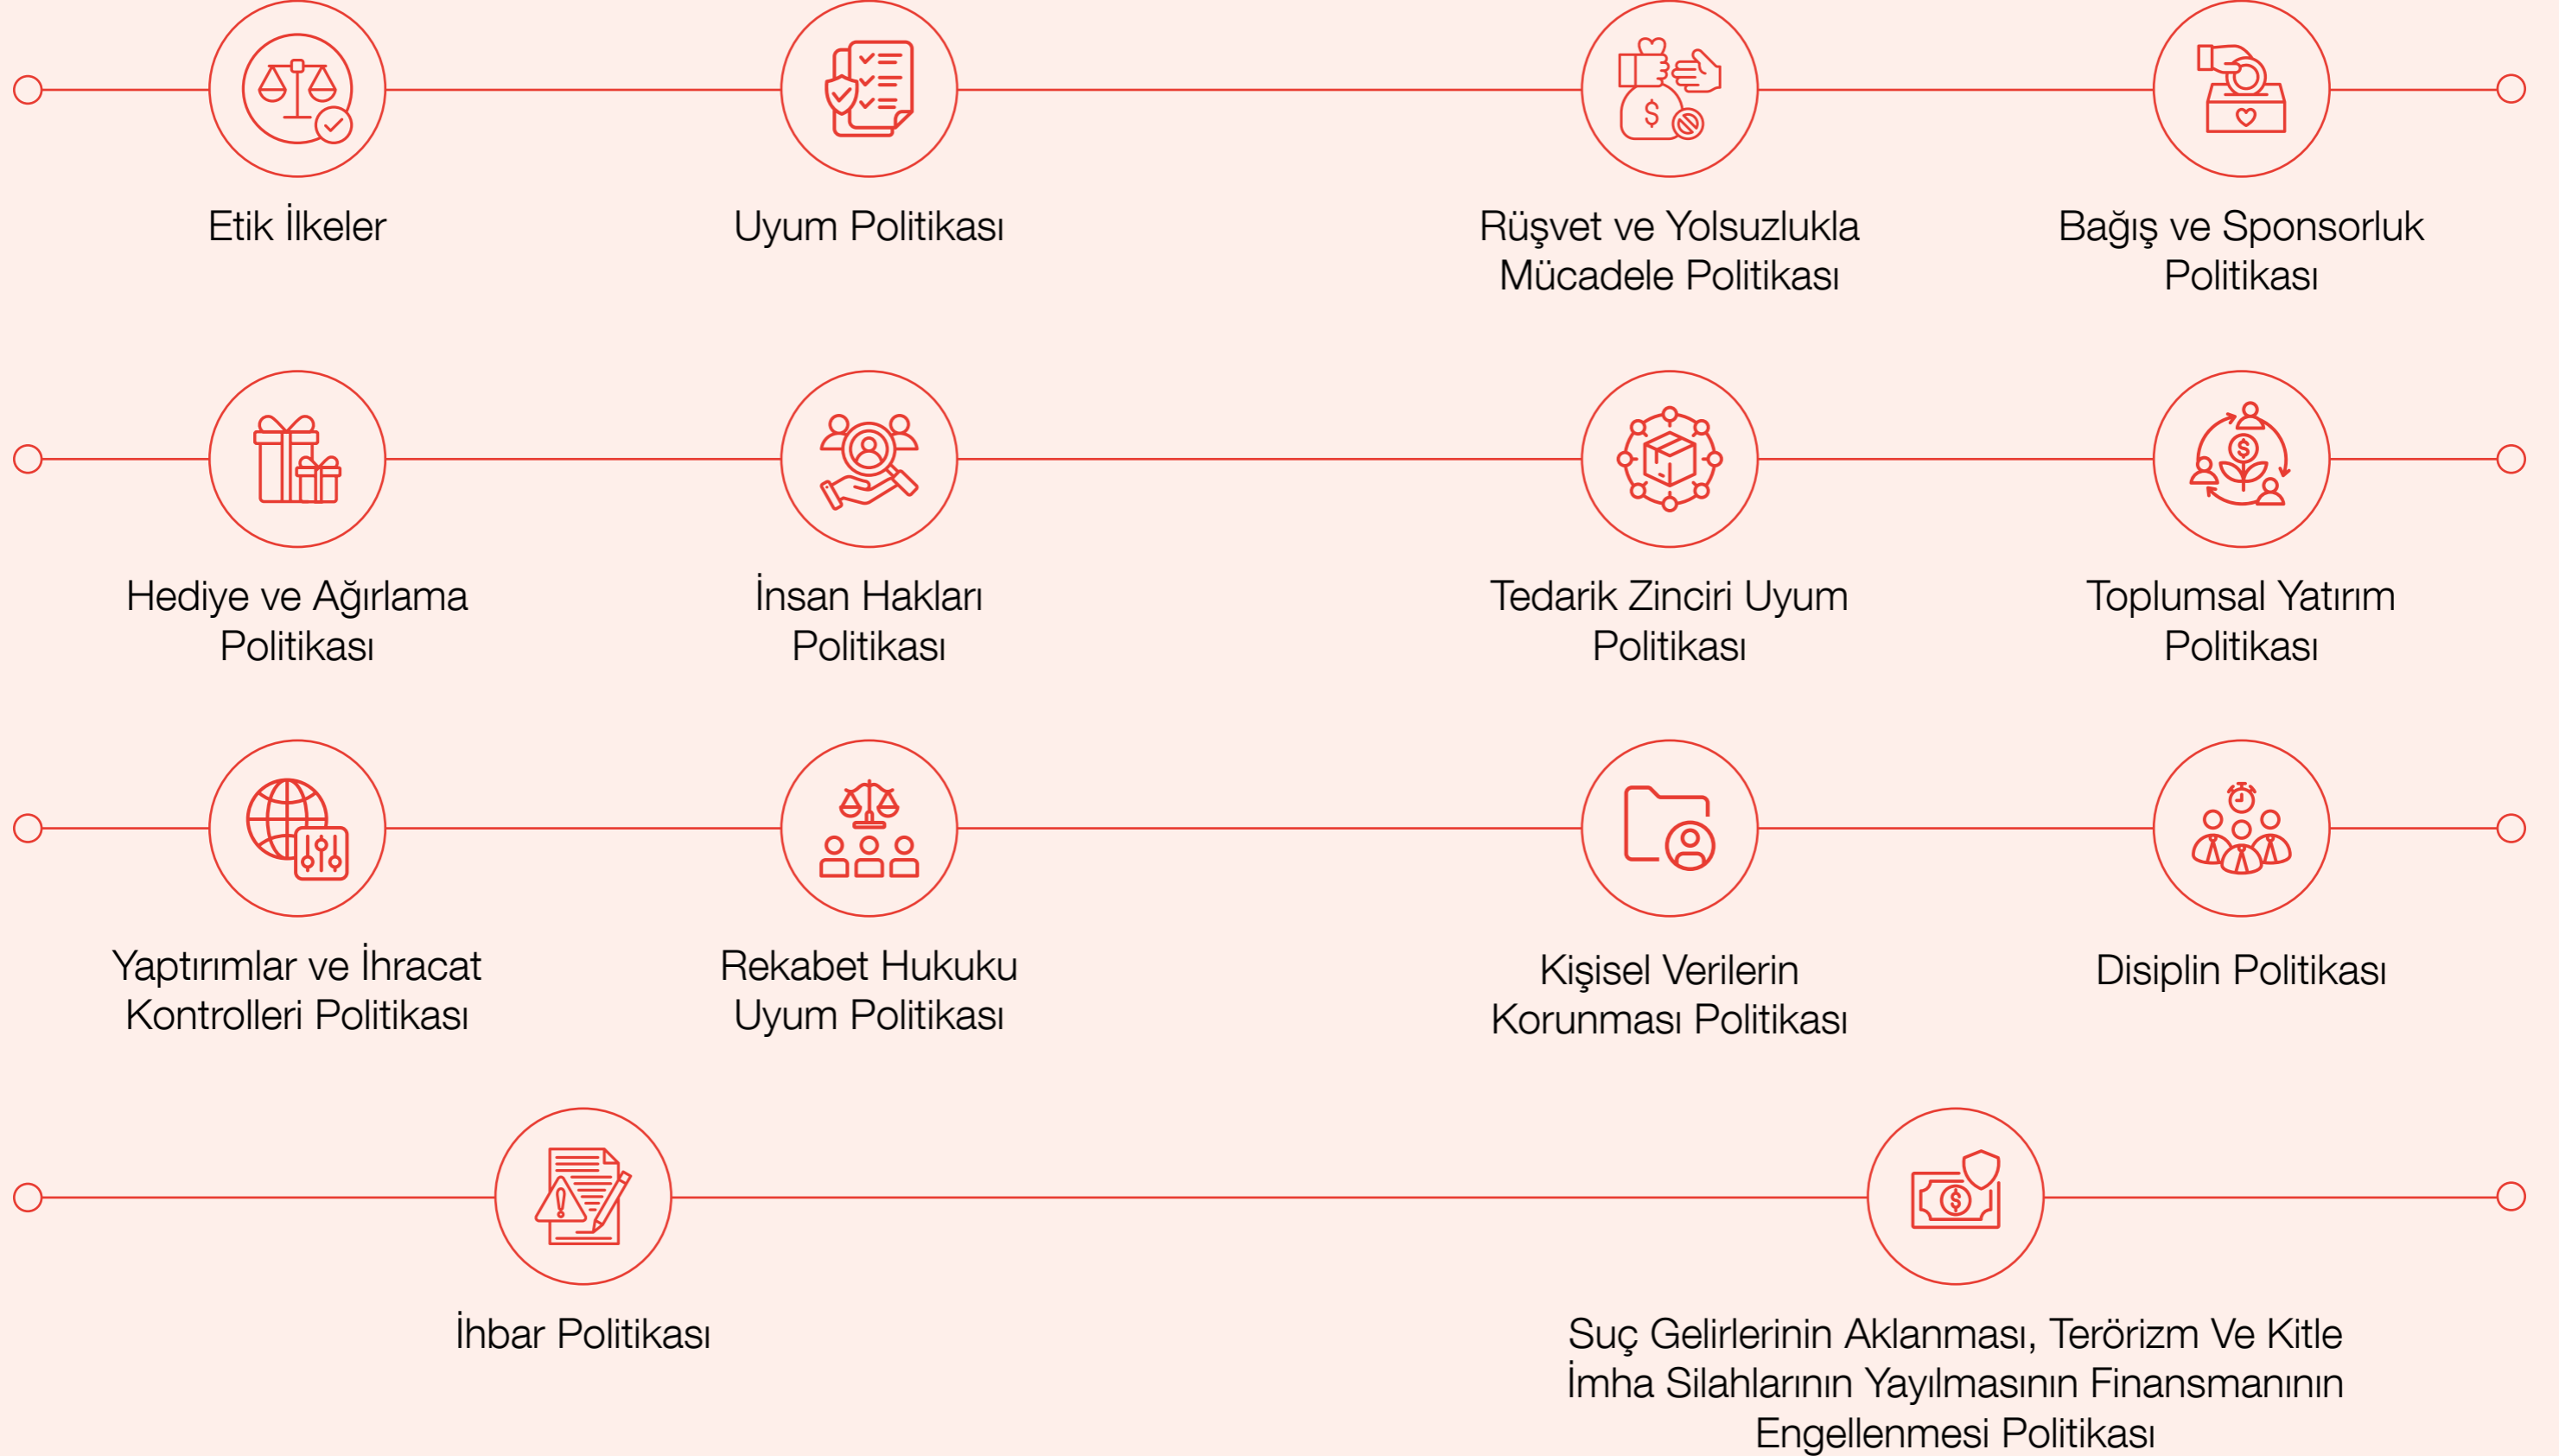 Etik İlkeler
Uyum Politikası
Rüşvet ve Yolsuzlukla
Mücadele Politikası
Bağış ve Sponsorluk
Politikası
Hediye ve Ağırlama
Politikası
İnsan Hakları
Politikası
Tedarik Zinciri Uyum
Politikası
Toplumsal Yatırım
Politikası
Yaptırımlar ve İhracat
Kontrolleri Politikası
Rekabet Hukuku
Uyum Politikası
Kişisel Verilerin
Korunması Politikası
Disiplin Politikası
İhbar Politikası
Suç Gelirlerinin Aklanması, Terörizm Ve Kitle
İmha Silahlarının Yayılmasının Finansmanının
Engellenmesi Politikası